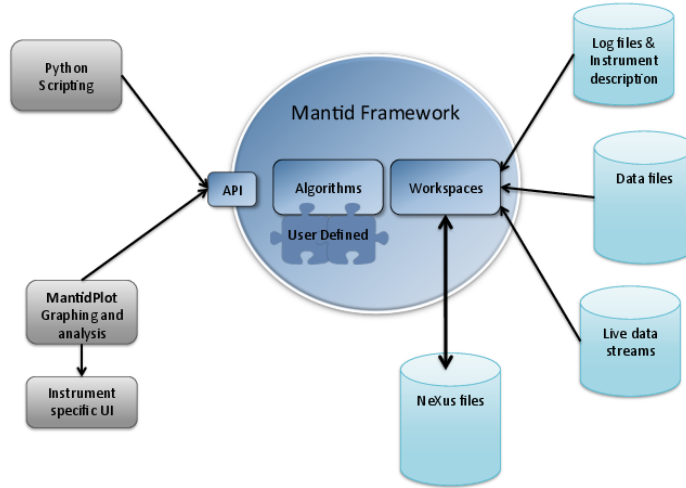 Python
Scripting
Log files &
Instrument
description
Mantid Framework
API
Algorithms
Workspaces
Data files
User Defined
MantidPlot
Graphing and
analysis
Live data
streams
Instrument
specific UI
NeXus files